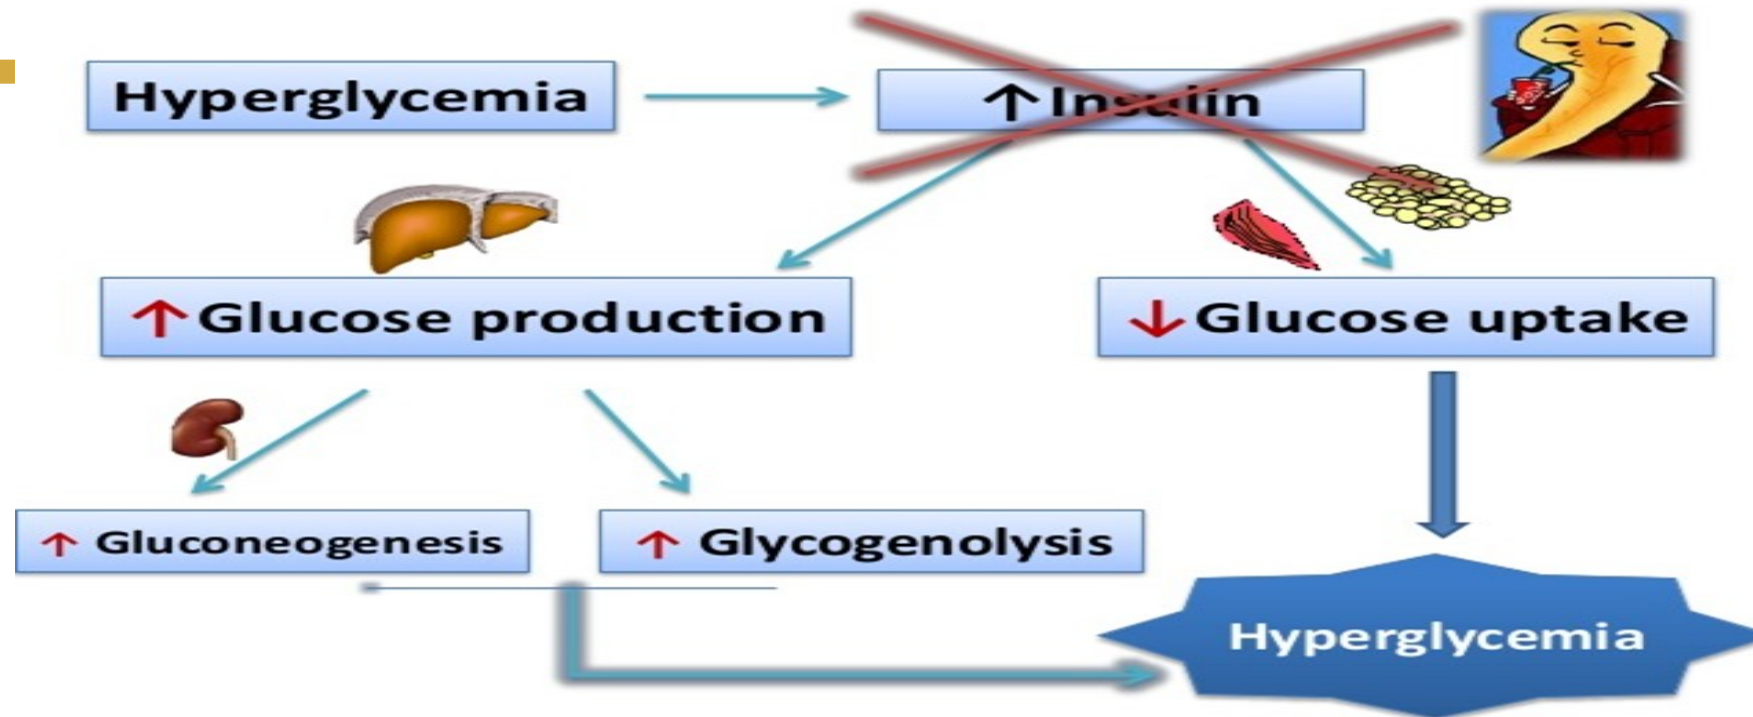 Hyperglycemia
↑Insulin
↑Glucose production
↓Glucose uptake
↑ Gluconeogenesis
↑ Glycogenolysis
Hyperglycemia